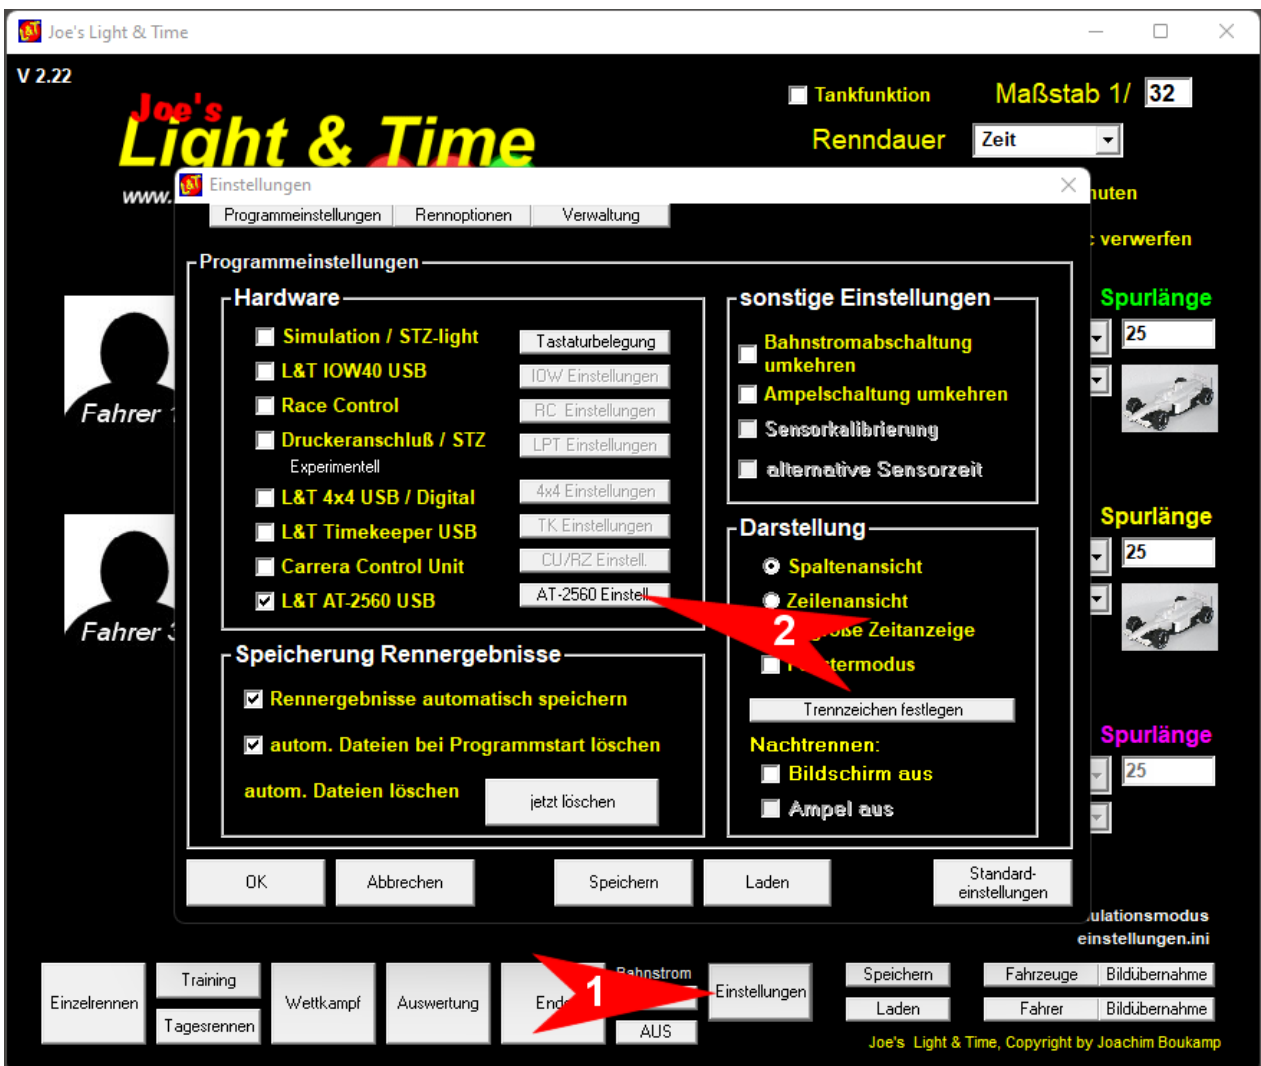 Joe's Light & Time
V 2.22
Joe's
Light & Time
www.
Tankfunktion
Maßstab 1/ 32
Renndauer Zeit
verwerfen
Einstellungen
Programmeinstellungen Rennoptionen Verwaltung
Programmeinstellungen
Hardware
Simulation / STZ-light Tastaturbelegung
L&T IOW40 USB IOW Einstellungen
Race Control RC Einstellungen
Druckeranschluß / STZ LPT Einstellungen
Experimentell
L&T 4x4 USB / Digital 4x4 Einstellungen
L&T Timekeeper USB TK Einstellungen
Carrera Control Unit CU/RZ Einstell.
L&T AT-2560 USB AT-2560 Einstell.
sonstige Einstellungen
Bahnstromabschaltung
umkehren
Ampelschaltung umkehren
Sensorkalibrierung
alternative Sensorzeit
Darstellung
Spaltenansicht
Zeilenansicht
2
große Zeitanzeige
Trennzeichen festlegen
Nachtrennen:
Bildschirm aus
Ampel aus
Speicherung Rennergebnisse
Rennergebnisse automatisch speichern
autom. Dateien bei Programmstart löschen
autom. Dateien löschen jetzt löschen
OK Abbrechen Speichern Laden Standard-
einstellungen
Fahrer 1
Fahrer 3
Spurlänge
25
Spurlänge
25
Spurlänge
25
einstellungen.ini
Einzelrennen
Training
Tagesrennen
Wettkampf
Auswertung
Ende
1
Bahnstrom
AUS
Einstellungen
Speichern
Laden
Fahrzeuge Bildübernahme
Fahrer Bildübernahme
Joe's Light & Time, Copyright by Joachim Boukamp